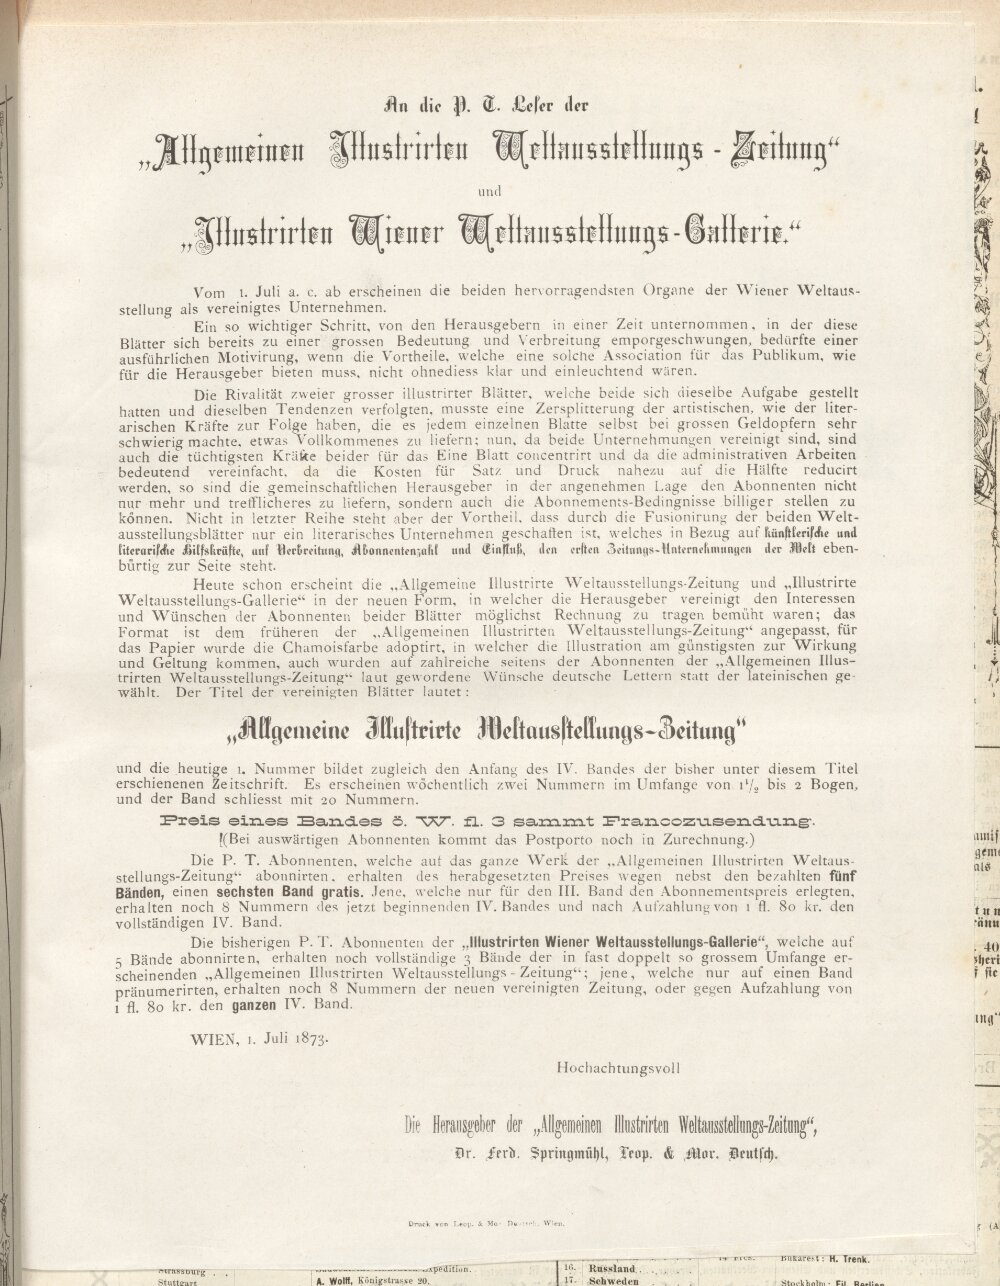 An die P. T. Leser der
„Allgemeinen Illustrirten Weltausstellungs-Zeitung“
und
„Illustrirten Wiener Weltausstellungs-Gallerie.“
Vom 1. Juli a. c. ab erscheinen die beiden hervorragendsten Organe der Wiener Weltaus-
stellung als vereinigtes Unternehmen.
Ein so wichtiger Schritt, von den Herausgebern in einer Zeit unternommen, in der diese
Blätter sich bereits zu einer grossen Bedeutung und Verbreitung emporgeschwungen, bedürfte einer
ausführlichen Motivirung, wenn die Vortheile, welche eine solche Association für das Publikum, wie
für die Herausgeber bieten muss, nicht ohnediess klar und einleuchtend wären.
Die Rivalität zweier grosser illustrirter Blätter, welche beide sich dieselbe Aufgabe gestellt
hatten und dieselben Tendenzen verfolgten, musste eine Zersplitterung der artistischen, wie der liter-
arischen Kräfte zur Folge haben, die es jedem einzelnen Blatte selbst bei grossen Geldopfern sehr
schwierig machte, etwas Vollkommenes zu liefern; nun, da beide Unternehmungen vereinigt sind, sind
auch die tüchtigsten Kräfte beider für das Eine Blatt concentrirt und da die administrativen Arbeiten
bedeutend vereinfacht, da die Kosten für Satz und Druck nahezu auf die Hälfte reducirt
werden, so sind die gemeinschaftlichen Herausgeber in der angenehmen Lage den Abonnenten nicht
nur mehr und trefflicheres zu liefern, sondern auch die Abonnements-Bedingnisse billiger stellen zu
können. Nicht in letzter Reihe steht aber der Vortheil, dass durch die Fusionirung der beiden Welt-
ausstellungsblätter nur ein literarisches Unternehmen geschaffen ist, welches in Bezug auf künstlerische und
literarische Hilfskräfte, auf Verbreitung, Abonnentenzahl und Einfluß, den ersten Zeitungs-Unternehmungen der Welt eben-
bürtig zur Seite steht.
Heute schon erscheint die „Allgemeine Illustrirte Weltausstellungs-Zeitung und „Illustrirte
Weltausstellungs-Gallerie“ in der neuen Form, in welcher die Herausgeber vereinigt den Interessen
und Wünschen der Abonnenten beider Blätter möglichst Rechnung zu tragen bemüht waren; das
Format ist dem früheren der „Allgemeinen Illustrirten Weltausstellungs-Zeitung“ angepasst, für
das Papier wurde die Chamoisfarbe adoptirt, in welcher die Illustration am günstigsten zur Wirkung
und Geltung kommen, auch wurden auf zahlreiche seitens der Abonnenten der „Allgemeinen Illus-
trirten Weltausstellungs-Zeitung“ laut gewordene Wünsche deutsche Lettern statt der lateinischen ge-
wählt. Der Titel der vereinigten Blätter lautet:
„Allgemeine Illustrirte Weltausstellungs-Zeitung“
und die heutige 1. Nummer bildet zugleich den Anfang des IV. Bandes der bisher unter diesem Titel
erschienenen Zeitschrift. Es erscheinen wöchentlich zwei Nummern im Umfange von 1 1/2 bis 2 Bogen,
und der Band schliesst mit 20 Nummern.
Preis eines Bandes ö. W. fl. 3 sammt Francozusendung.
(Bei auswärtigen Abonnenten kommt das Postporto noch in Zurechnung.)
Die P. T. Abonnenten, welche auf das ganze Werk der „Allgemeinen Illustrirten Weltaus-
stellungs-Zeitung“ abonnirten, erhalten des herabgesetzten Preises wegen nebst den bezahlten fünf
Bänden, einen sechsten Band gratis. Jene, welche nur für den III. Band den Abonnementspreis erlegten,
erhalten noch 8 Nummern des jetzt beginnenden IV. Bandes und nach Aufzahlung von 1 fl. 80 kr. den
vollständigen IV. Band.
Die bisherigen P. T. Abonnenten der „Illustrirten Wiener Weltausstellungs-Gallerie“, welche auf
5 Bände abonnirten, erhalten noch vollständige 3 Bände der in fast doppelt so grossem Umfange er-
scheinenden „Allgemeinen Illustrirten Weltausstellungs-Zeitung“; jene, welche nur auf einen Band
pränumerirten, erhalten noch 8 Nummern der neuen vereinigten Zeitung, oder gegen Aufzahlung von
1 fl. 80 kr. den ganzen IV. Band.
WIEN, 1. Juli 1873.
Hochachtungsvoll
Die Herausgeber der „Allgemeinen Illustrirten Weltausstellungs-Zeitung“,
Dr. Ferd. Springmühl, Leop. & Mor. Deutsch.
Druck von Leop. & Mor. Deutsch, Wien.
Strassburg
Stuttgart
Expedition.
A. Wolff, Königstrasse 20.
16. Russland
17. Schweden
Bukarest: H. Trenk.
Stockholm: Fil. Berlin